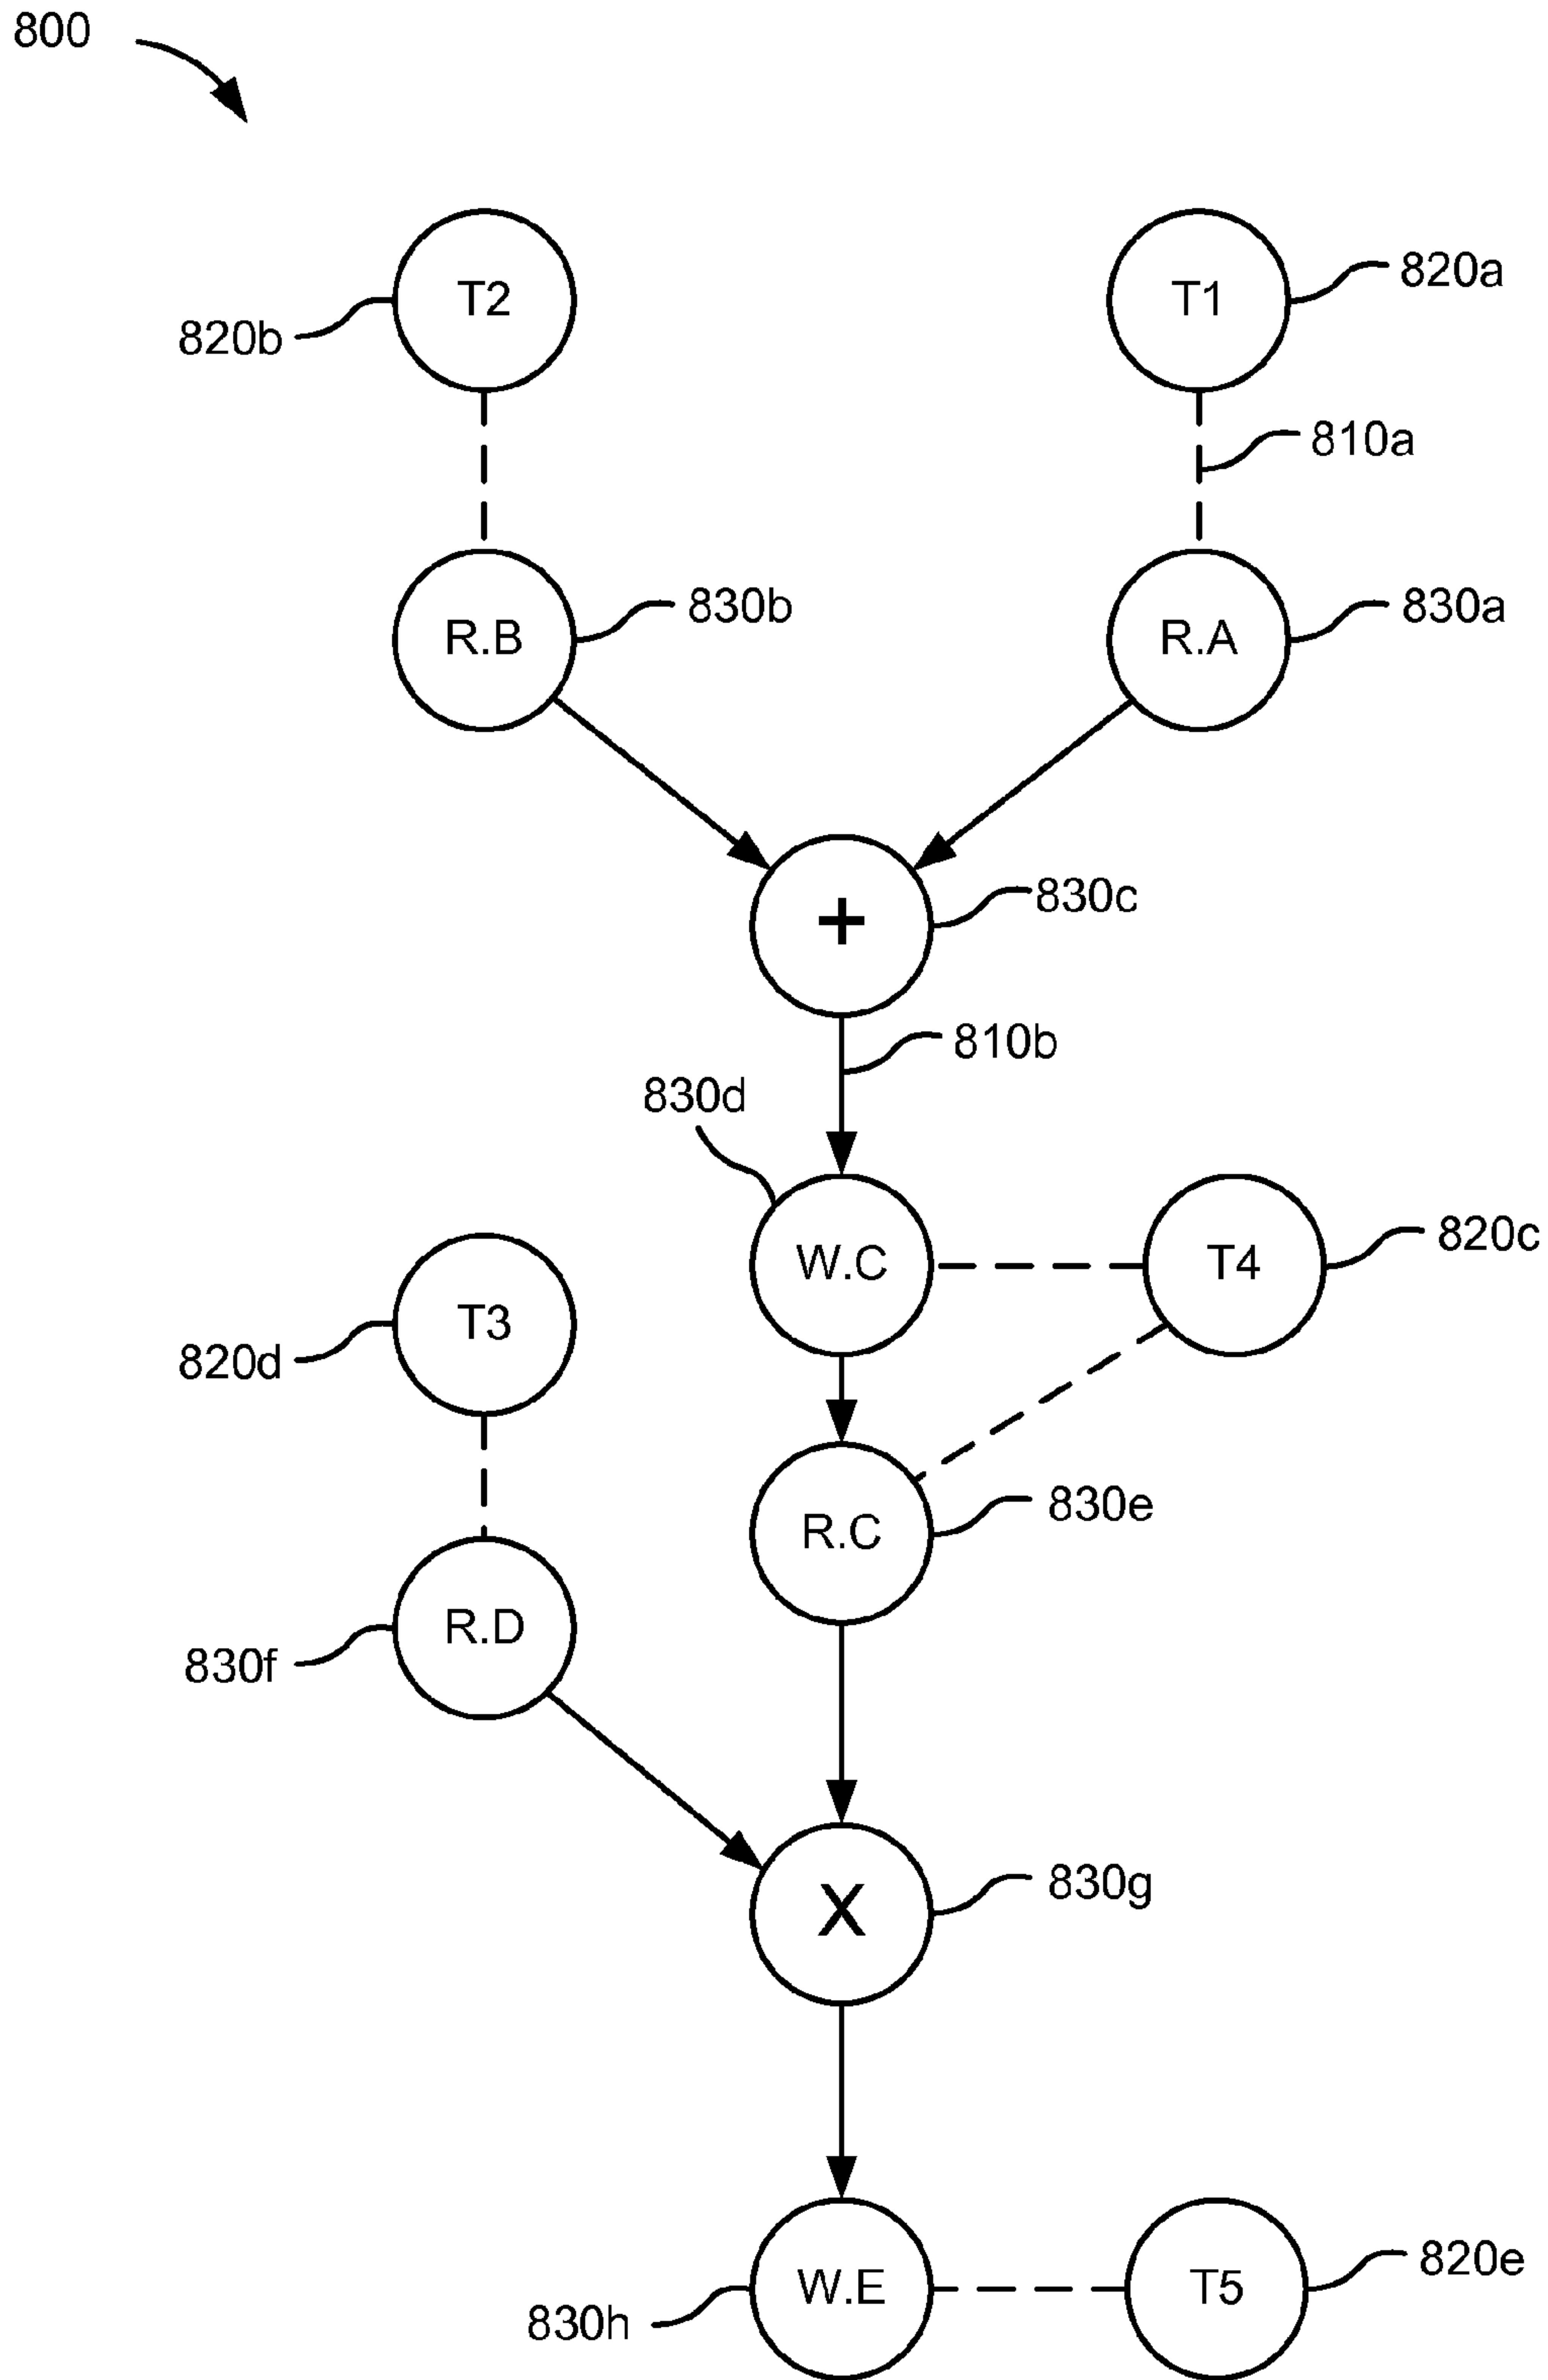 800
T2
T1
820a
820b
810a
R.B
830b
R.A
830a
+
830c
810b
830d
W.C
T4
820c
T3
820d
R.C
830e
R.D
830f
X
830g
W.E
T5
820e
830h